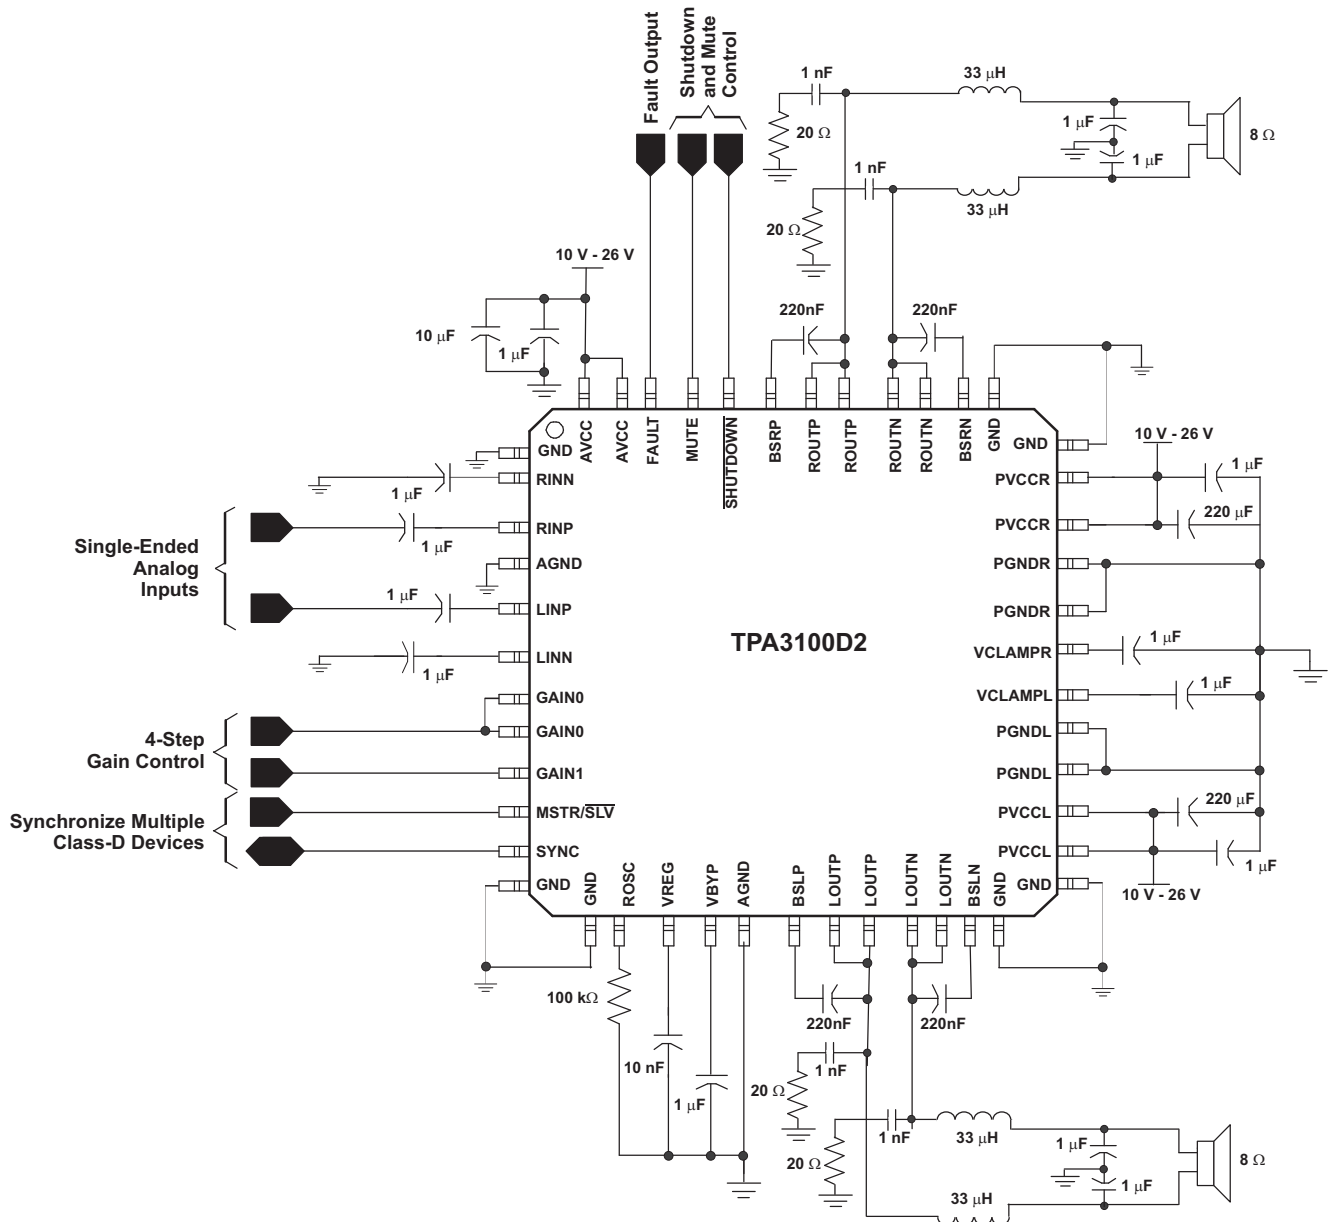 Fault Output
Shutdown
and Mute
Control
1 nF
33 μH
20 Ω
1 μF
1 μF
8 Ω
1 nF
33 μH
20 Ω
10 V - 26 V
10 μF
1 μF
220nF
220nF
AVCC
AVCC
FAULT
MUTE
SHUTDOWN
BSRP
ROUTP
ROUTP
ROUTN
ROUTN
BSRN
GND
GND
RINN
1 μF
RINP
1 μF
AGND
1 μF
LINP
LINN
1 μF
GAIN0
GAIN0
GAIN1
MSTR/SLV
SYNC
GND
Single-Ended
Analog
Inputs
4-Step
Gain Control
Synchronize Multiple
Class-D Devices
TPA3100D2
GND
10 V - 26 V
PVCCR
1 μF
PVCCR
220 μF
PGNDR
PGNDR
VCLAMPR
1 μF
VCLAMPL
1 μF
PGNDL
PGNDL
PVCCL
220 μF
PVCCL
1 μF
GND
10 V - 26 V
GND
ROSC
VREG
VBYP
AGND
BSLP
LOUTP
LOUTP
LOUTN
LOUTN
BSLN
GND
100 kΩ
220nF
220nF
10 nF
1 nF
1 μF
20 Ω
1 nF
33 μH
20 Ω
1 μF
1 μF
8 Ω
33 μH